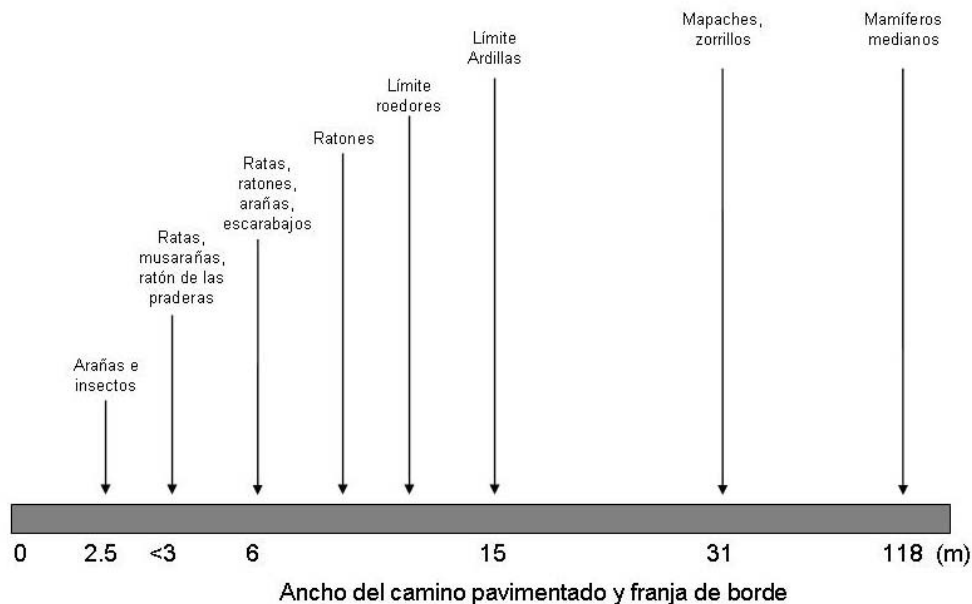 Arañas e
insectos
Ratas,
musarañas,
ratón de las
praderas
Ratas,
ratones,
arañas,
escarabajos
Ratones
Límite
roedores
Límite
Ardillas
Mapaches,
zorrillos
Mamíferos
medianos
0 2.5 <3 6 15 31 118 (m)
Ancho del camino pavimentado y franja de borde